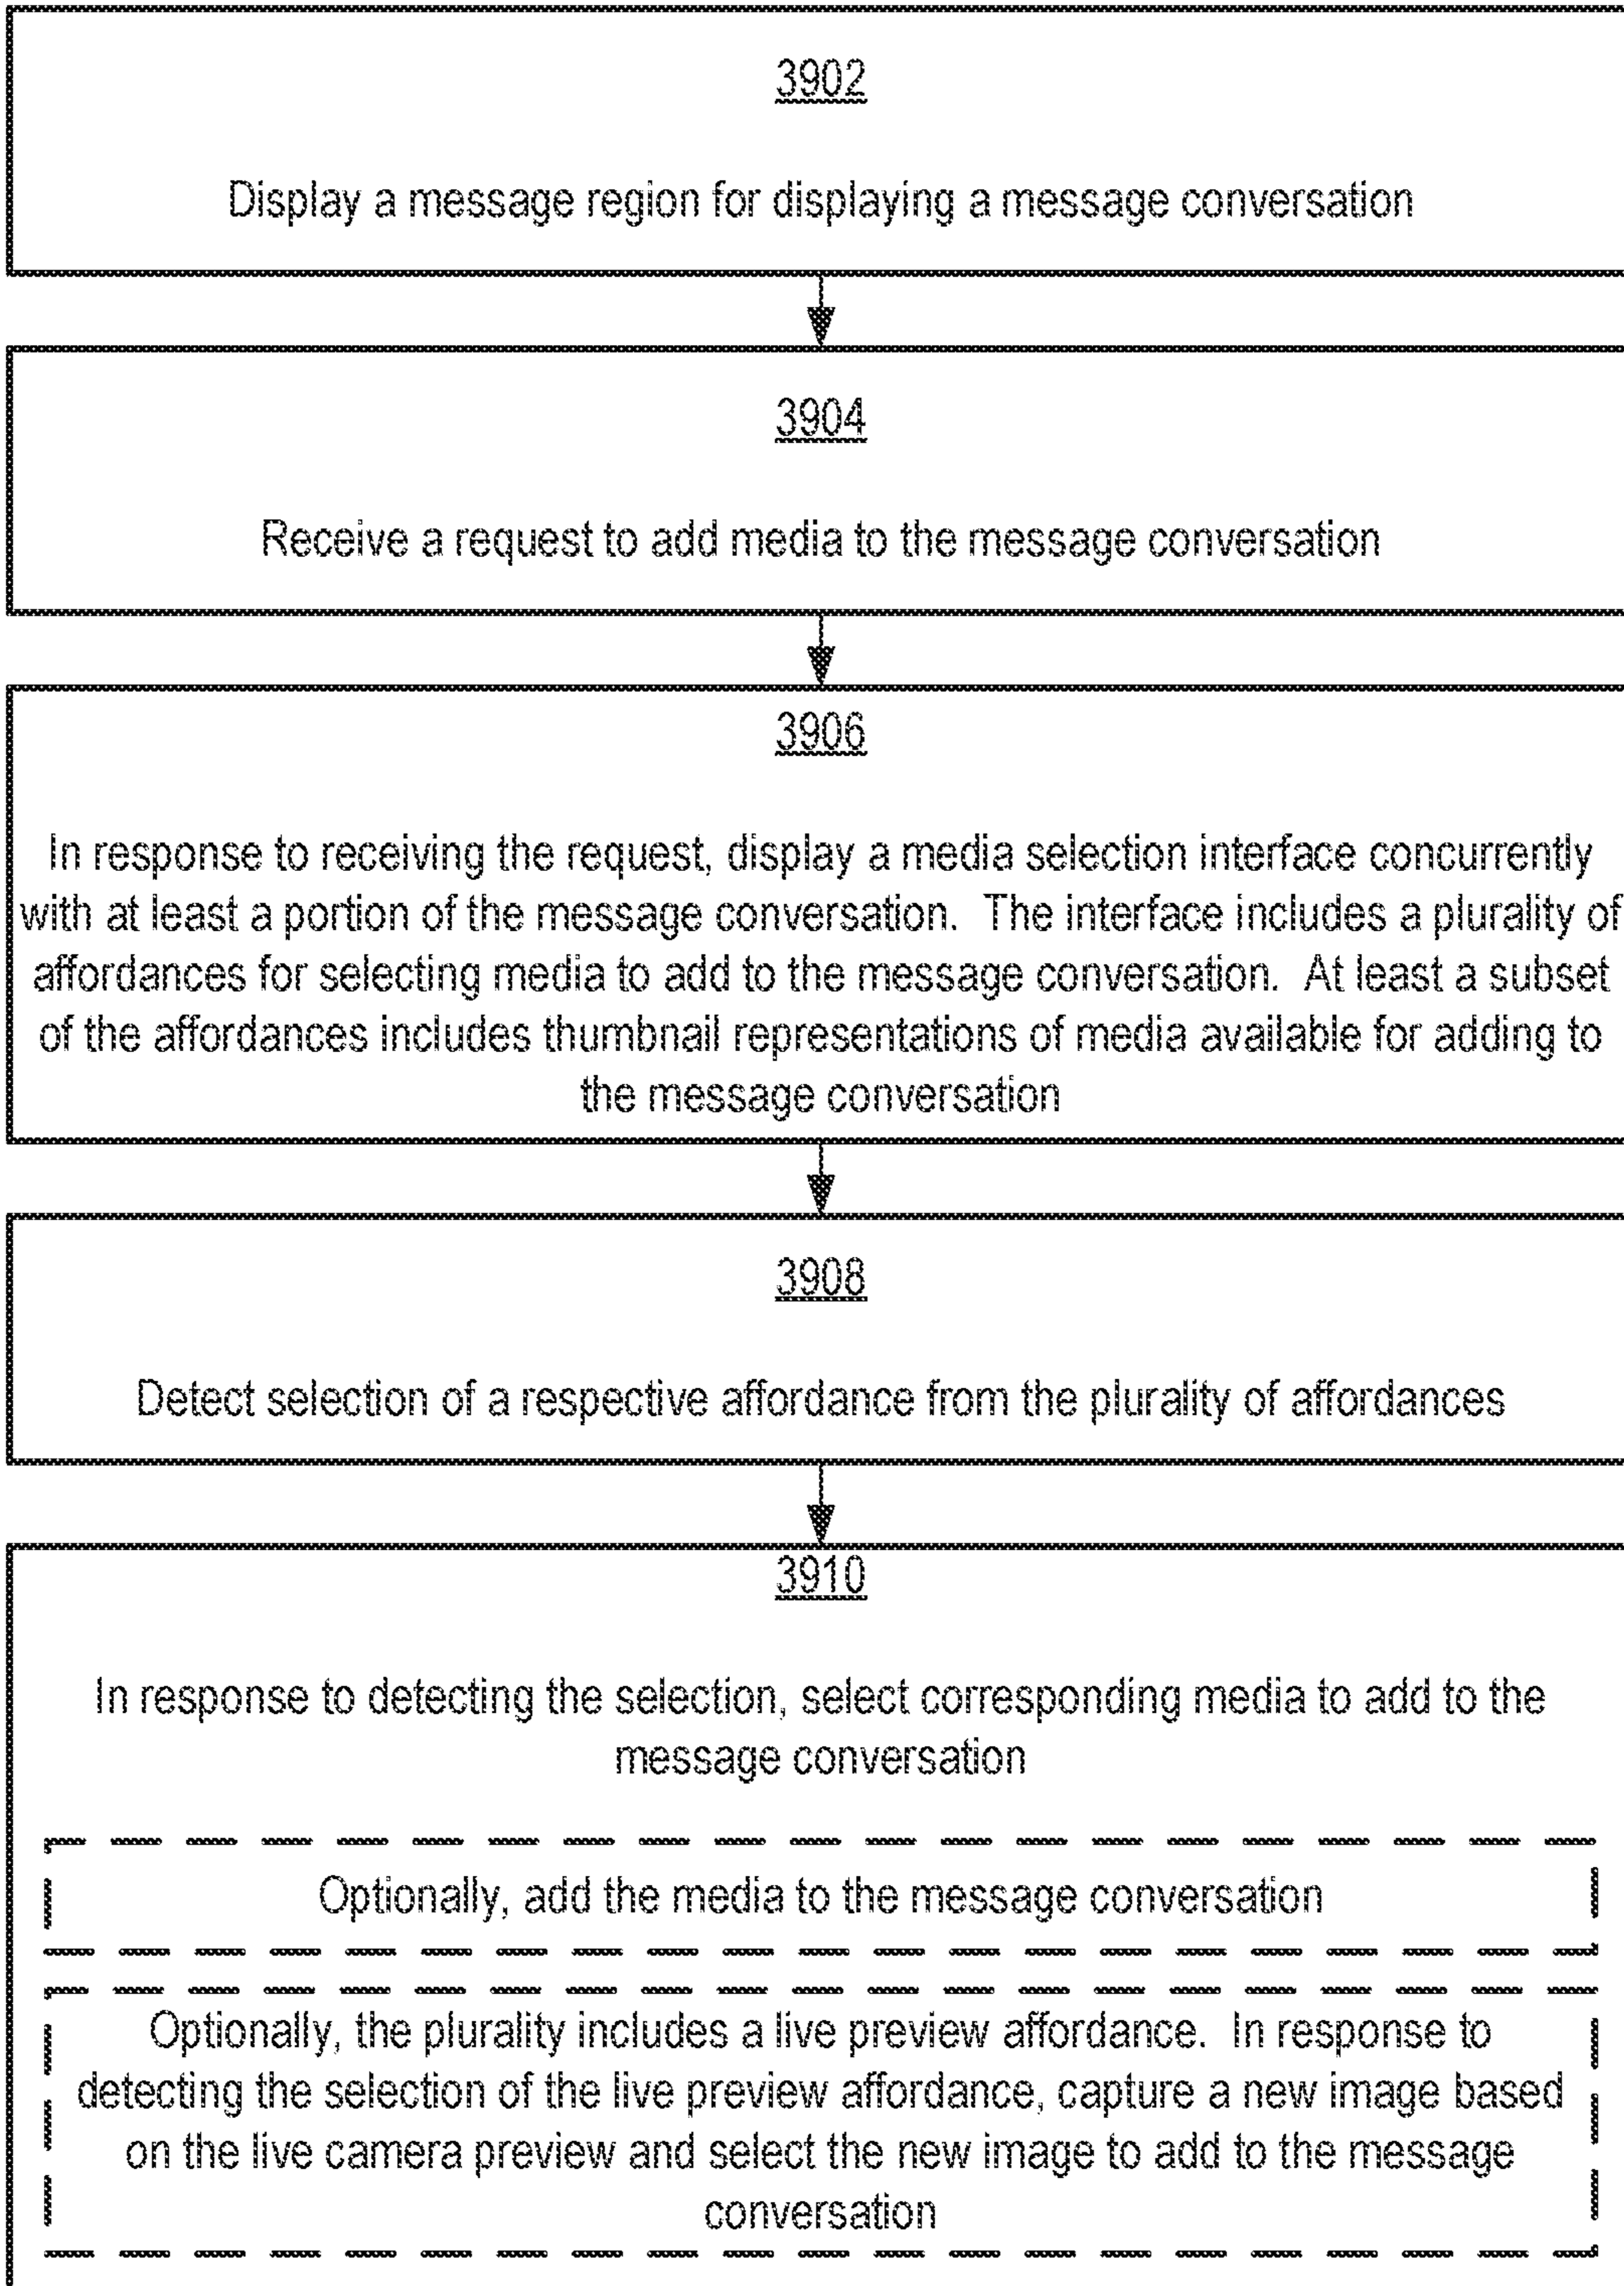 3902
Display a message region for displaying a message conversation
3904
Receive a request to add media to the message conversation
3906
In response to receiving the request, display a media selection interface concurrently
with at least a portion of the message conversation.  The interface includes a plurality of
affordances for selecting media to add to the message conversation.  At least a subset
of the affordances includes thumbnail representations of media available for adding to
the message conversation
3908
Detect selection of a respective affordance from the plurality of affordances
3910
In response to detecting the selection, select corresponding media to add to the
message conversation
Optionally, add the media to the message conversation
Optionally, the plurality includes a live preview affordance.  In response to
detecting the selection of the live preview affordance, capture a new image based
on the live camera preview and select the new image to add to the message
conversation